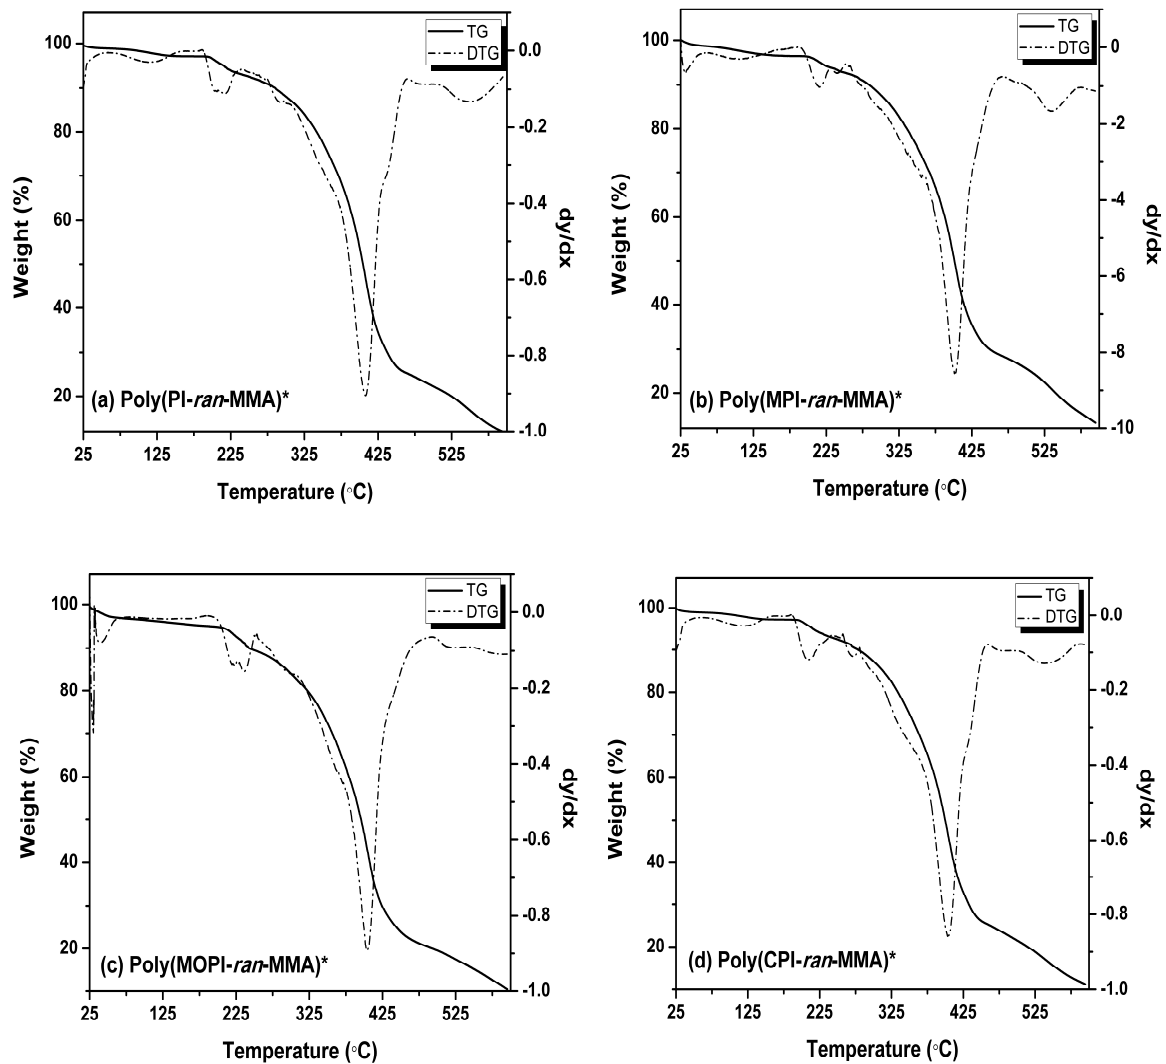 TG
DTG
100
80
60
40
20
0.0
-0.2
-0.4
-0.6
-0.8
-1.0
Weight (%)
dy/dx
(a) Poly(PI-ran-MMA)*
25 125 225 325 425 525
Temperature (°C)
TG
DTG
100
80
60
40
20
0
-2
-4
-6
-8
-10
Weight (%)
dy/dx
(b) Poly(MPI-ran-MMA)*
25 125 225 325 425 525
Temperature (°C)
TG
DTG
100
80
60
40
20
0.0
-0.2
-0.4
-0.6
-0.8
-1.0
Weight (%)
dy/dx
(c) Poly(MOPI-ran-MMA)*
25 125 225 325 425 525
Temperature (°C)
TG
DTG
100
80
60
40
20
0.0
-0.2
-0.4
-0.6
-0.8
-1.0
Weight (%)
dy/dx
(d) Poly(CPI-ran-MMA)*
25 125 225 325 425 525
Temperature (°C)